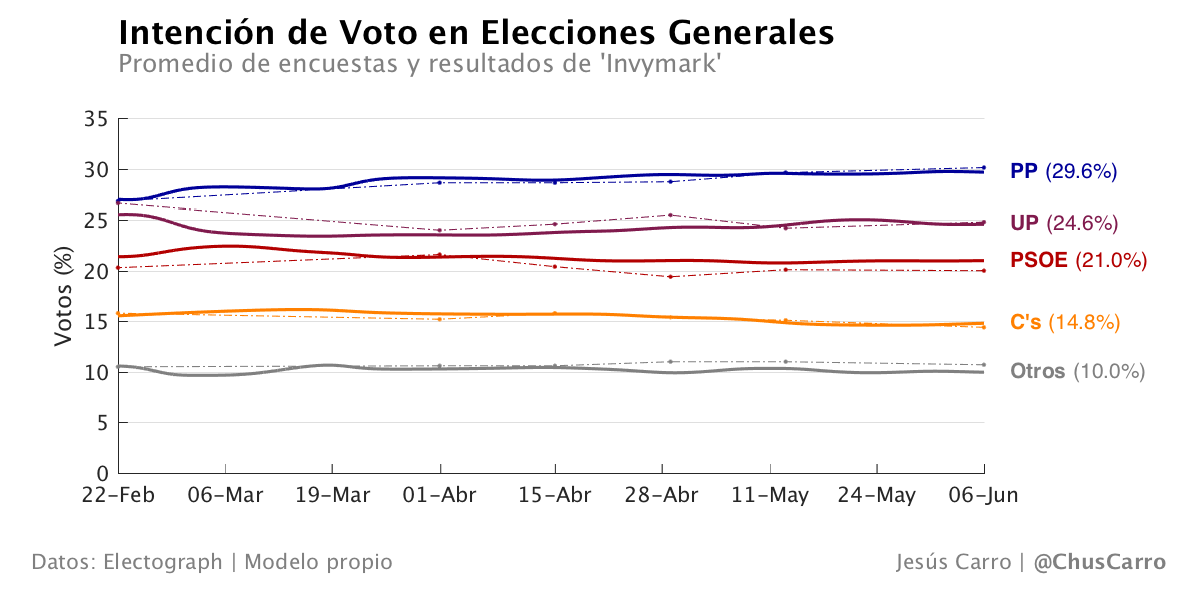 Intención de Voto en Elecciones Generales
Promedio de encuestas y resultados de 'Invymark'
Votos (%)
35
30
25
20
15
10
5
0
22-Feb 06-Mar 19-Mar 01-Abr 15-Abr 28-Abr 11-May 24-May 06-Jun
PP (29.6%)
UP (24.6%)
PSOE (21.0%)
C's (14.8%)
Otros (10.0%)
Datos: Electograph | Modelo propio
Jesús Carro | @ChusCarro